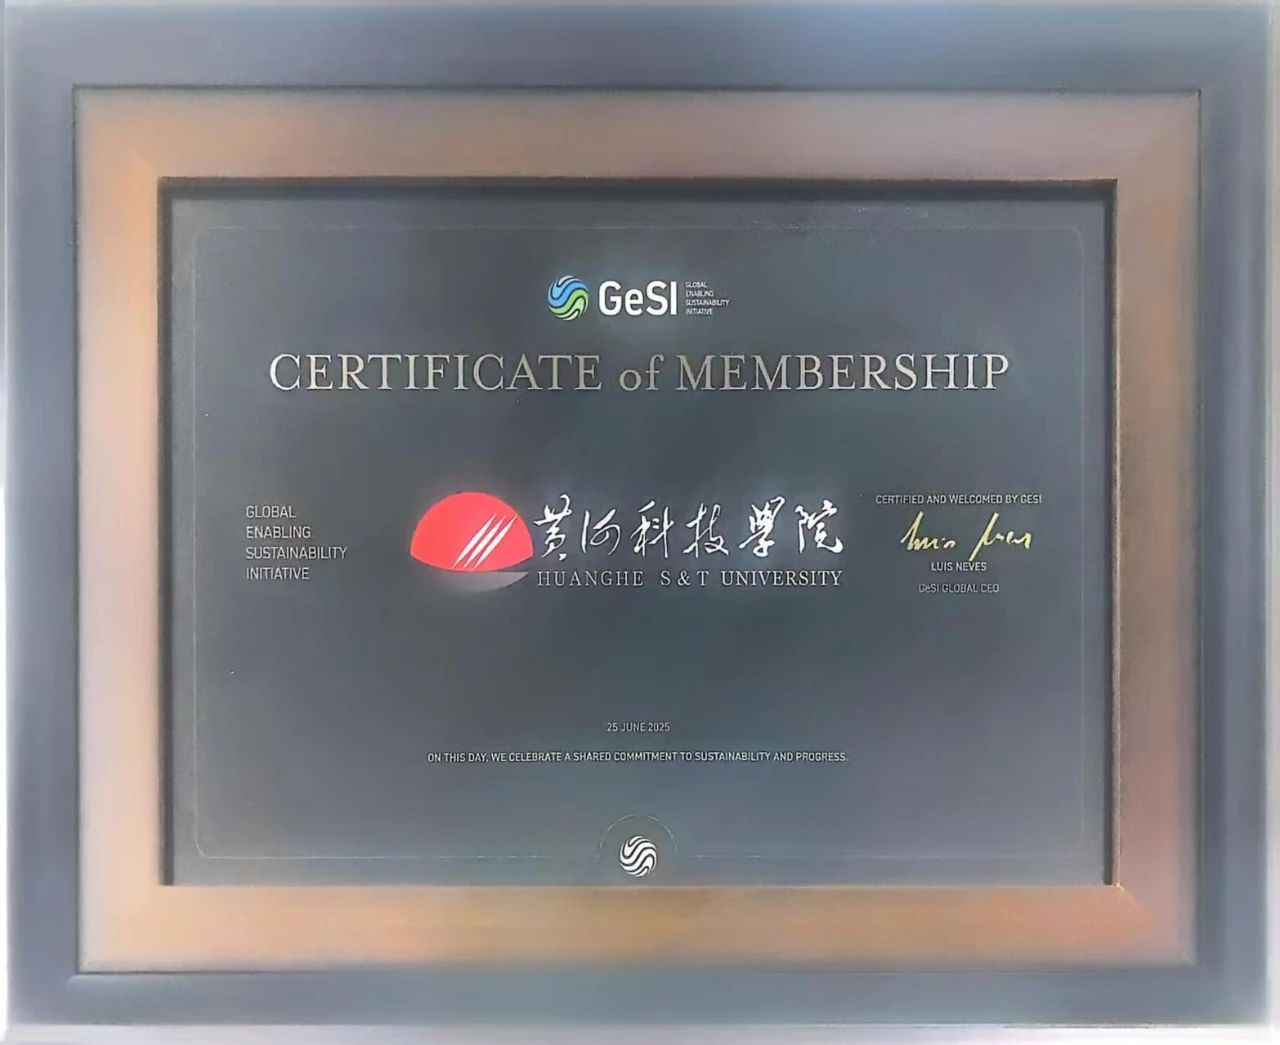 GeSI
GLOBAL
ENABLING
SUSTAINABILITY
INITIATIVE
CERTIFICATE of MEMBERSHIP
GLOBAL
ENABLING
SUSTAINABILITY
INITIATIVE
黄河科技學院
HUANGHE S&T UNIVERSITY
CERTIFIED AND WELCOMED BY GESI
LUIS NEVES
GeSI GLOBAL CEO
25 JUNE 2025
ON THIS DAY, WE CELEBRATE A SHARED COMMITMENT TO SUSTAINABILITY AND PROGRESS.